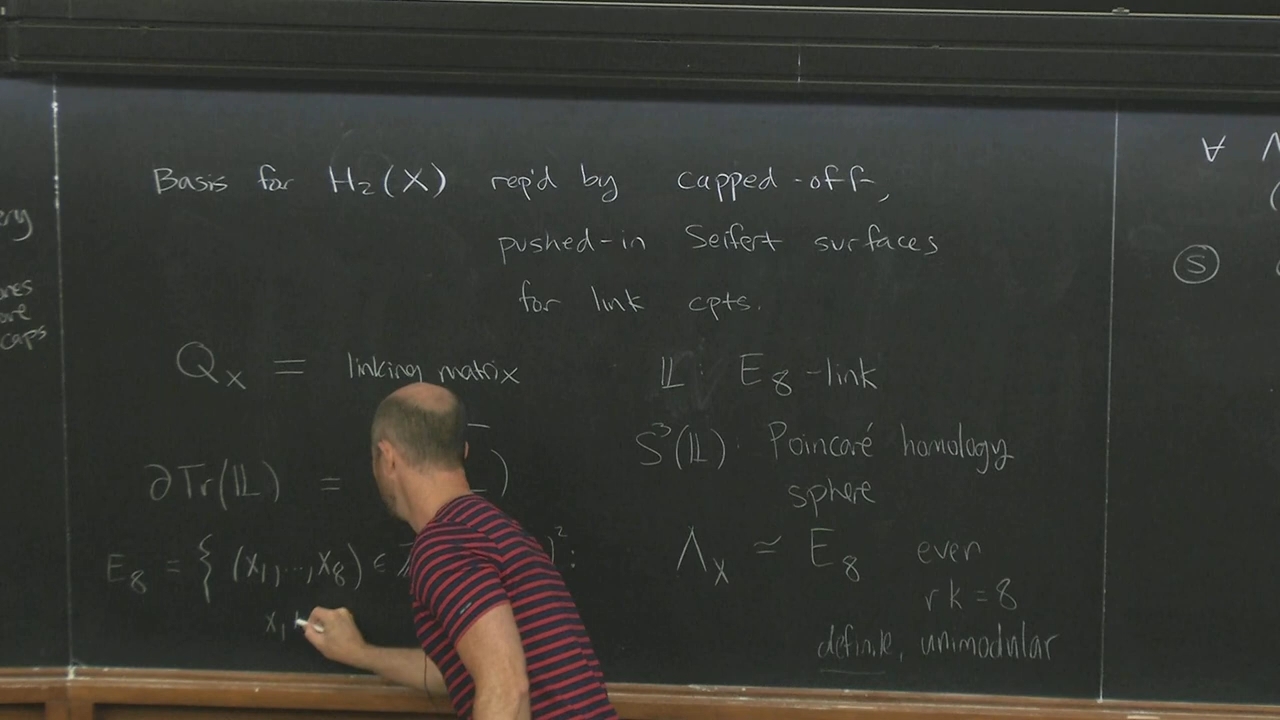 Basis for H₂(X) rep'd by capped-off,
pushed-in Seifert surfaces
for link cpts.
Q_X = linking matrix
∂Tr(𝕃) =
E₈ = { (x₁,...,x₈) ∈
x₁
𝕃: E₈-link
S³(𝕃): Poincaré homology
sphere
Λ_X ≃ E₈ even
rk = 8
definite, unimodular
caps
∀
S